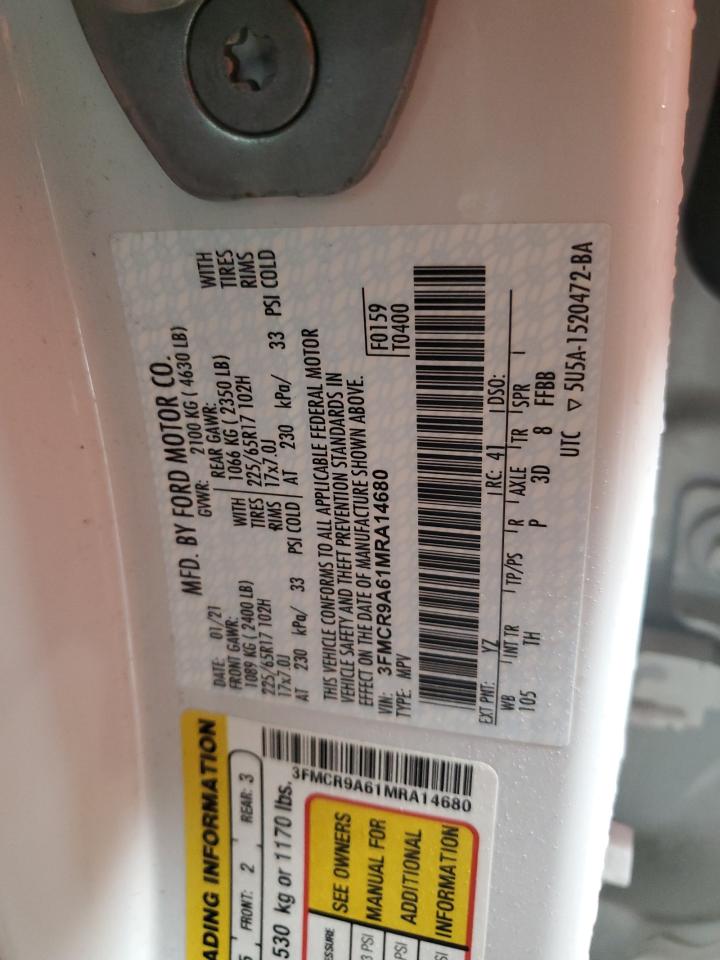 MFD. BY FORD MOTOR CO.
DATE: 01/21 GVWR: 2100 KG ( 4630 LB)
FRONT GAWR: WITH REAR GAWR: WITH
1089 KG ( 2400 LB) TIRES 1066 KG ( 2350 LB) TIRES
225/65R17 102H RIMS 225/65R17 102H RIMS
17x7.0J 17x7.0J
AT 230 kPa/ 33 PSI COLD AT 230 kPa/ 33 PSI COLD
THIS VEHICLE CONFORMS TO ALL APPLICABLE FEDERAL MOTOR
VEHICLE SAFETY AND THEFT PREVENTION STANDARDS IN
EFFECT ON THE DATE OF MANUFACTURE SHOWN ABOVE.
VIN: 3FMCR9A61MRA14680 F0159
TYPE: MPV T0400
EXT PNT: YZ RC: 41 DSO:
WB INT TR TP/PS R AXLE TR SPR
105 TH P 3D 8 FFBB
UTC ▽ 5U5A-1520472-BA
ADING INFORMATION
5 FRONT: 2 REAR: 3
530 kg or 1170 lbs.
3FMCR9A61MRA14680
SEE OWNERS
MANUAL FOR
ADDITIONAL
INFORMATION
ESSURE
3 PSI
PSI
SI